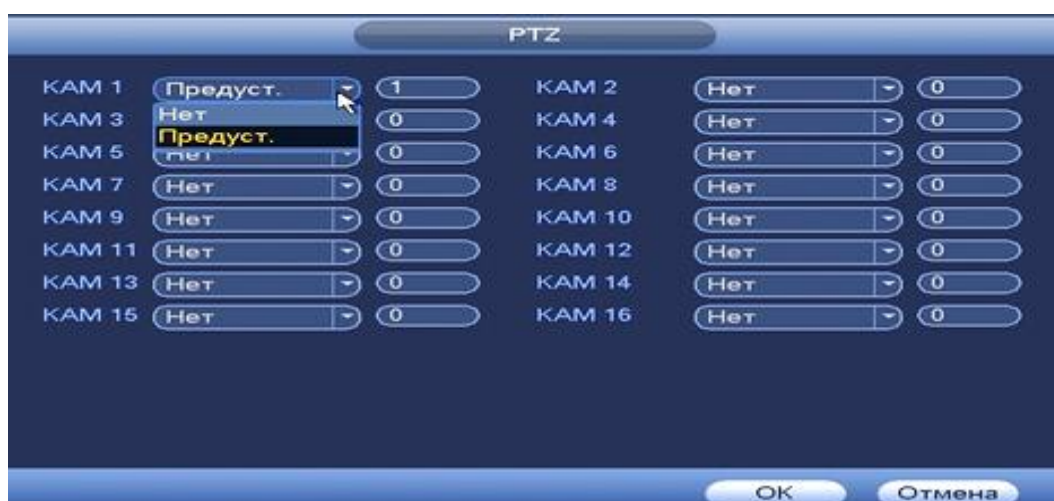 PTZ
КАМ 1 Предуст. 1 КАМ 2 Нет 0
Нет
КАМ 3 0 КАМ 4 Нет 0
Предуст.
КАМ 5 Нет 0 КАМ 6 Нет 0
КАМ 7 Нет 0 КАМ 8 Нет 0
КАМ 9 Нет 0 КАМ 10 Нет 0
КАМ 11 Нет 0 КАМ 12 Нет 0
КАМ 13 Нет 0 КАМ 14 Нет 0
КАМ 15 Нет 0 КАМ 16 Нет 0
OK Отмена